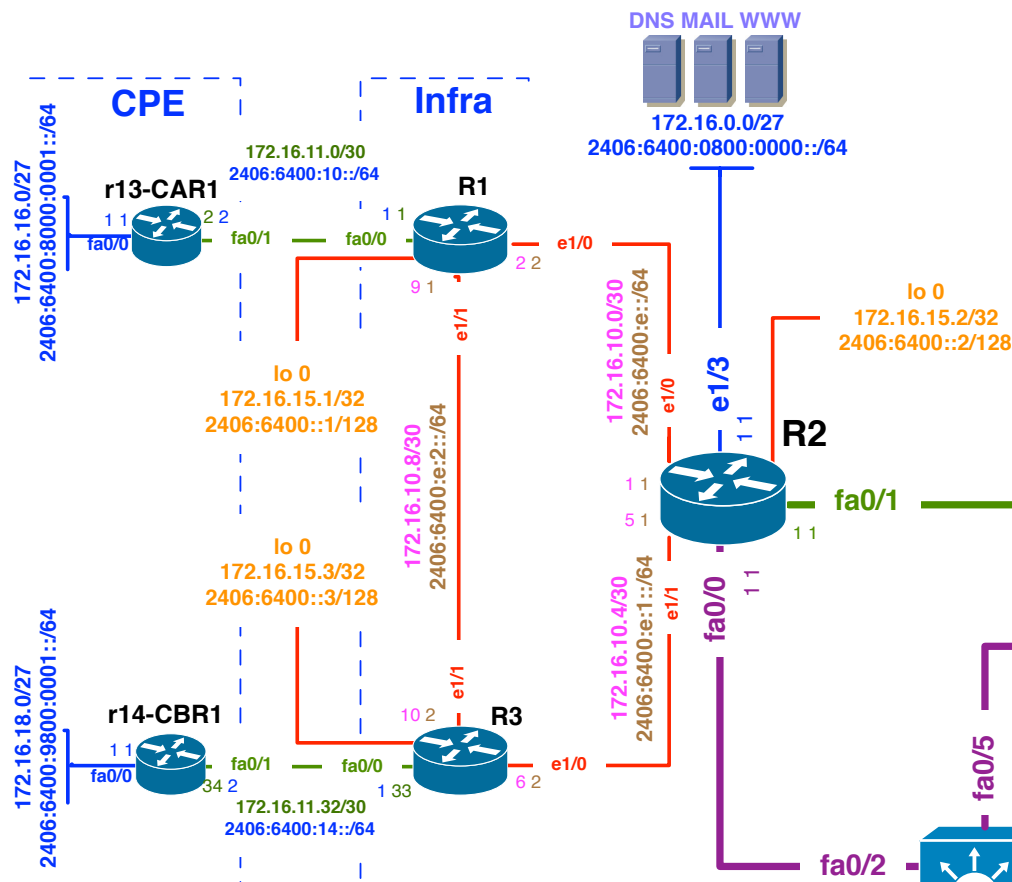 DNS MAIL WWW
172.16.0.0/27
2406:6400:0800:0000::/64
CPE
Infra
172.16.11.0/30
2406:6400:10::/64
172.16.16.0/27
2406:6400:8000:0001::/64
r13-CAR1
1 1
fa0/0
2 2
fa0/1
fa0/0
1 1
R1
e1/0
2 2
9 1
e1/1
172.16.10.0/30
2406:6400:e::/64
e1/0
lo 0
172.16.15.2/32
2406:6400::2/128
e1/3
1 1
R2
lo 0
172.16.15.1/32
2406:6400::1/128
172.16.10.8/30
2406:6400:e:2::/64
1 1
5 1
fa0/1
1 1
fa0/0
1 1
lo 0
172.16.15.3/32
2406:6400::3/128
172.16.10.4/30
2406:6400:e:1::/64
e1/1
172.16.18.0/27
2406:6400:9800:0001::/64
r14-CBR1
1 1
fa0/0
fa0/1
34 2
fa0/0
1 33
e1/1
10 2
R3
e1/0
6 2
172.16.11.32/30
2406:6400:14::/64
fa0/5
fa0/2